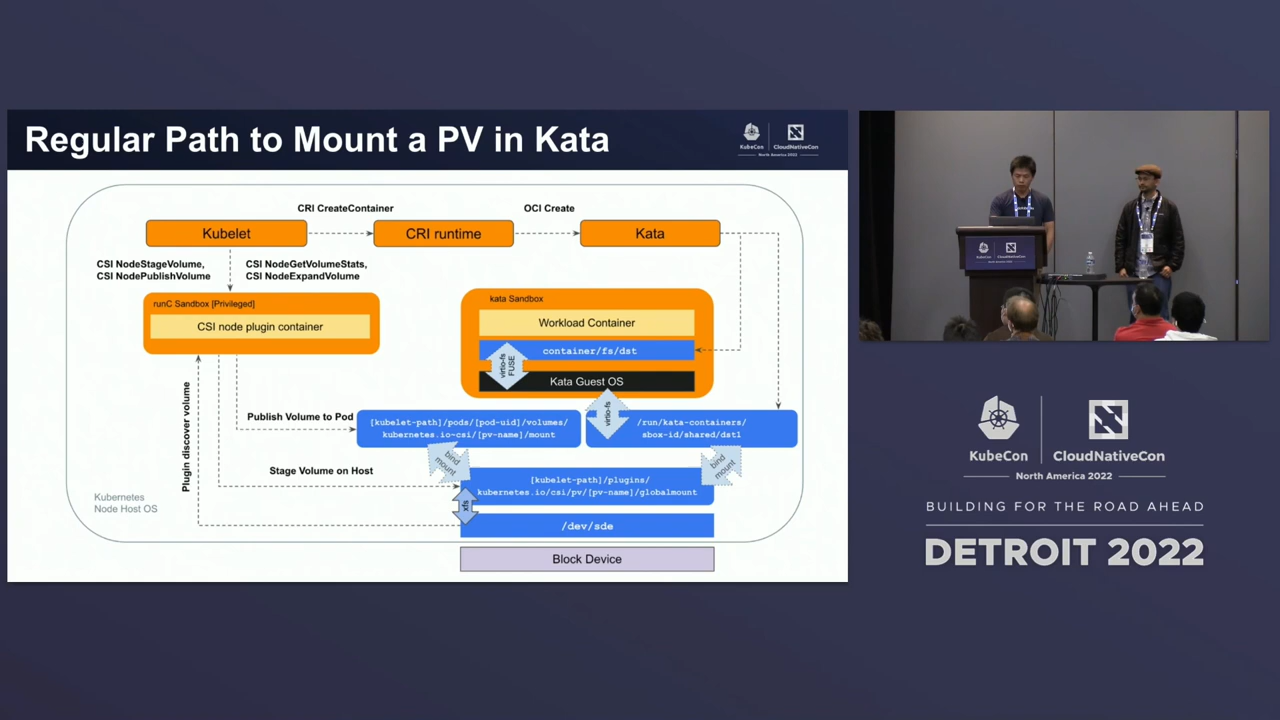 Regular Path to Mount a PV in Kata
KubeCon
CloudNativeCon
North America 2022
CRI CreateContainer
OCI Create
Kubelet
CRI runtime
Kata
CSI NodeStageVolume,
CSI NodePublishVolume
CSI NodeGetVolumeStats,
CSI NodeExpandVolume
runC Sandbox [Privileged]
CSI node plugin container
kata Sandbox
Workload Container
container/fs/dst
virtio-fs
FUSE
Kata Guest OS
virtio-fs
Plugin discover volume
Publish Volume to Pod
[kubelet-path]/pods/[pod-uid]/volumes/
kubernetes.io~csi/[pv-name]/mount
/run/kata-containers/
sbox-id/shared/dst1
bind
mount
bind
mount
Stage Volume on Host
[kubelet-path]/plugins/
kubernetes.io/csi/pv/[pv-name]/globalmount
xfs
/dev/sde
Kubernetes
Node Host OS
Block Device
KubeCon
CloudNativeCon
North America 2022
BUILDING FOR THE ROAD AHEAD
DETROIT 2022